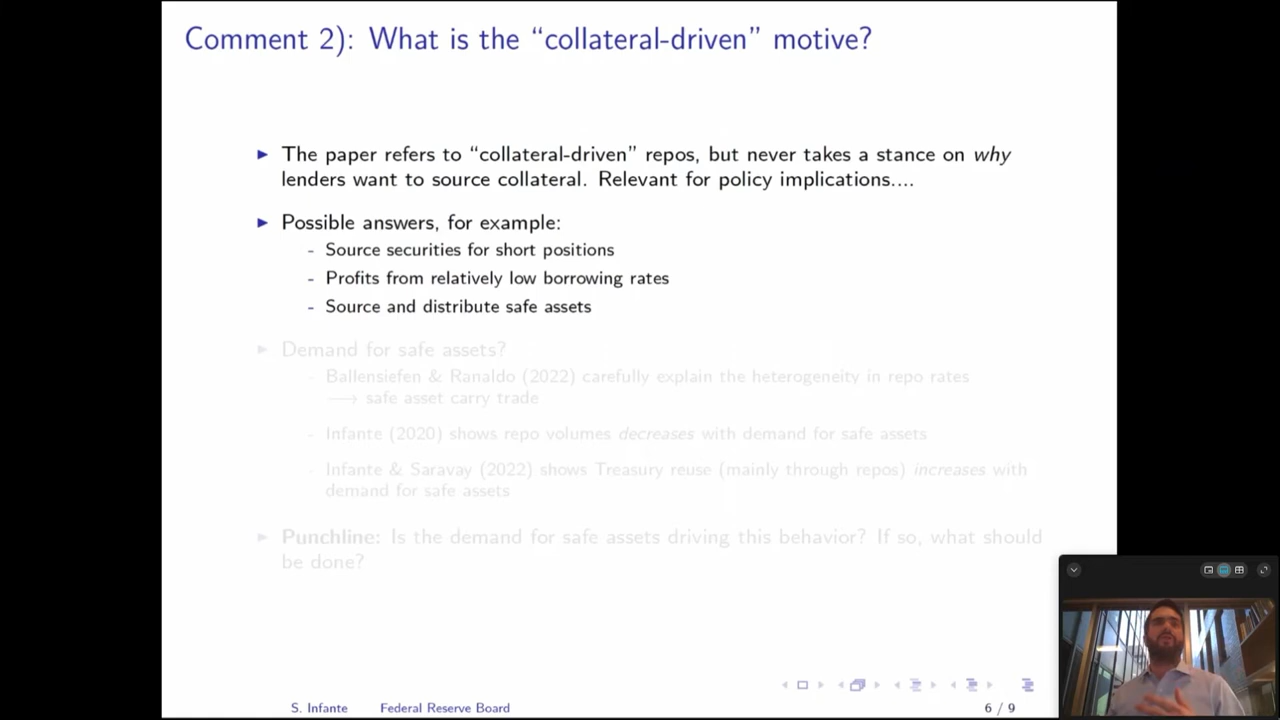 Comment 2): What is the “collateral-driven” motive?
► The paper refers to “collateral-driven” repos, but never takes a stance on why
lenders want to source collateral. Relevant for policy implications....
► Possible answers, for example:
- Source securities for short positions
- Profits from relatively low borrowing rates
- Source and distribute safe assets
► Demand for safe assets?
- Ballensiefen & Ranaldo (2022) carefully explain the heterogeneity in repo rates
⟶ safe asset carry trade
- Infante (2020) shows repo volumes decreases with demand for safe assets
- Infante & Saravay (2022) shows Treasury reuse (mainly through repos) increases with
demand for safe assets
► Punchline: Is the demand for safe assets driving this behavior? If so, what should
be done?
S. Infante Federal Reserve Board 6 / 9